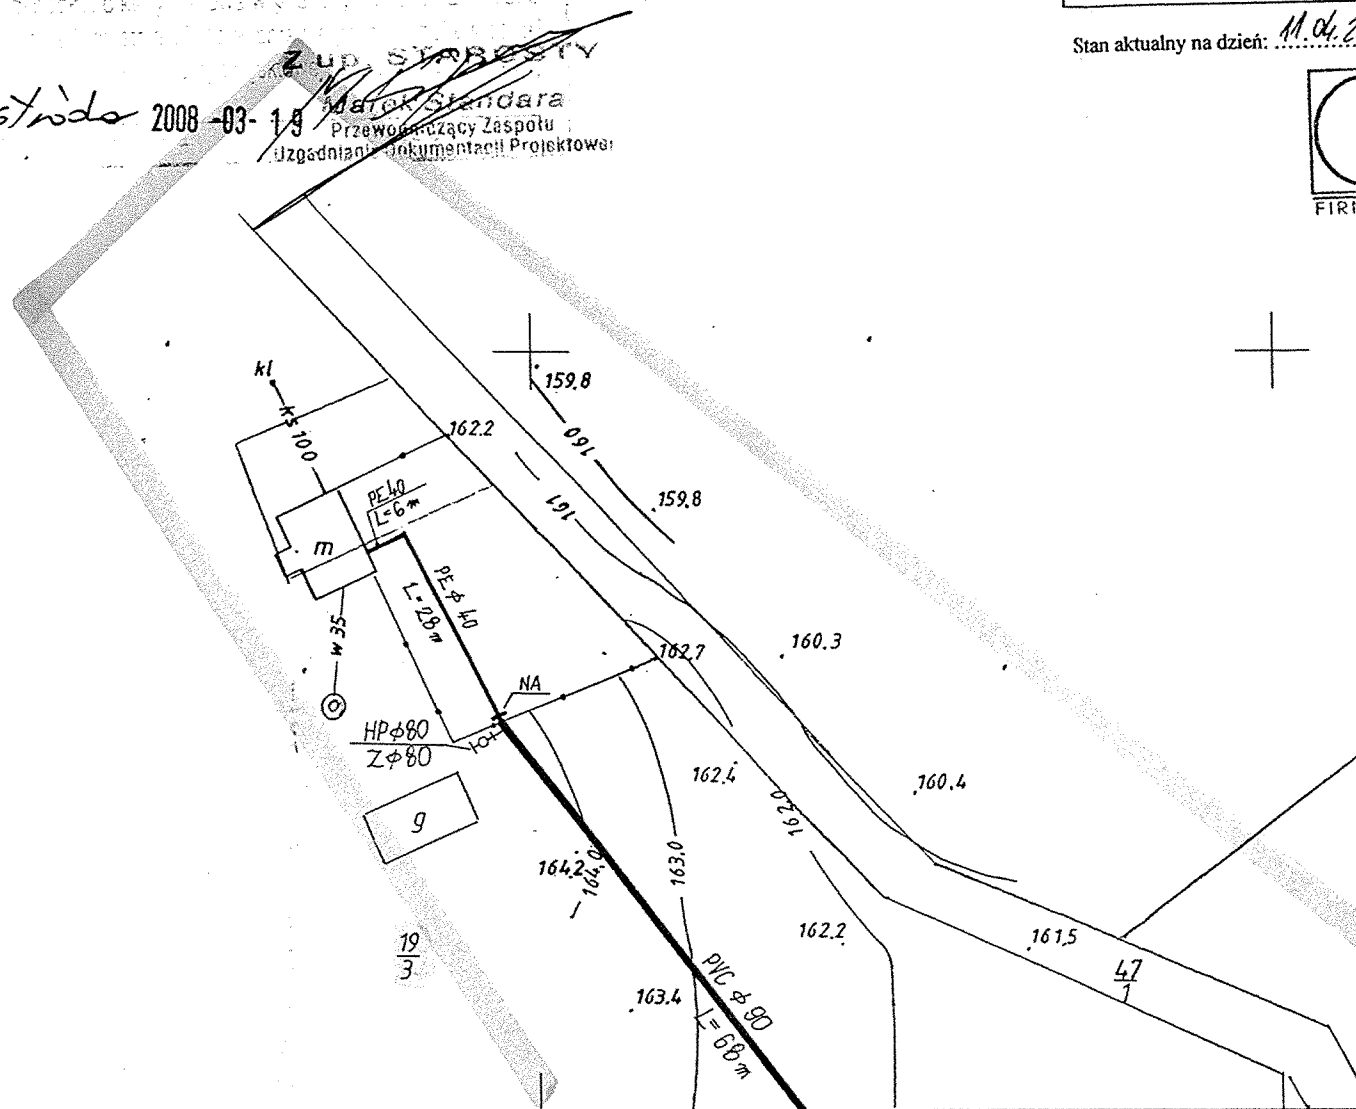 Z up. STAROSTY
2008 -03- 19
Marek Standara
Przewodniczący Zespołu
Uzgadniania Dokumentacji Projektowej
Stan aktualny na dzień: 11.04.2
FIR
kl
ks 100
162.2
159.8
160
159.8
161
PE40
L=6m
m
PEϕ40
L=28m
w 35
160.3
162.7
NA
HPϕ80
Zϕ80
162.4
163.0
160.4
g
164.2
164.0
163.0
162.2
161.5
47
1
19
3
163.4
PVC ϕ 90
L=68m